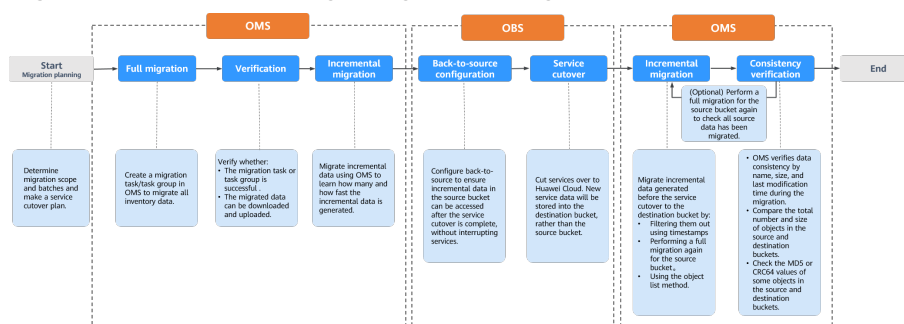 OMS
OBS
OMS
Start
Migration planning
Full migration
Verification
Incremental
migration
Back-to-source
configuration
Service
cutover
Incremental
migration
Consistency
verification
End
(Optional) Perform a
full migration for the
source bucket again
to check all source
data has been
migrated.
Determine
migration scope
and batches and
make a service
cutover plan.
Create a migration
task/task group in
OMS to migrate all
inventory data.
Verify whether:
• The migration task or
task group is
successful .
• The migrated data
can be downloaded
and uploaded.
Migrate incremental
data using OMS to
learn how many and
how fast the
incremental data is
generated.
Configure back-to-
source to ensure
incremental data in
the source bucket
can be accessed
after the service
cutover is complete,
without interrupting
services.
Cut services over to
Huawei Cloud. New
service data will be
stored into the
destination bucket,
rather than the
source bucket.
Migrate incremental
data generated
before the service
cutover to the
destination bucket by:
• Filtering them out
using timestamps
• Performing a full
migration again
for the source
bucket。
• Using the object
list method.
• OMS verifies data
consistency by
name, size, and
last modification
time during the
migration.
• Compare the total
number and size
of objects in the
source and
destination
buckets.
• Check the MD5 or
CRC64 values of
some objects in
the source and
destination
buckets.